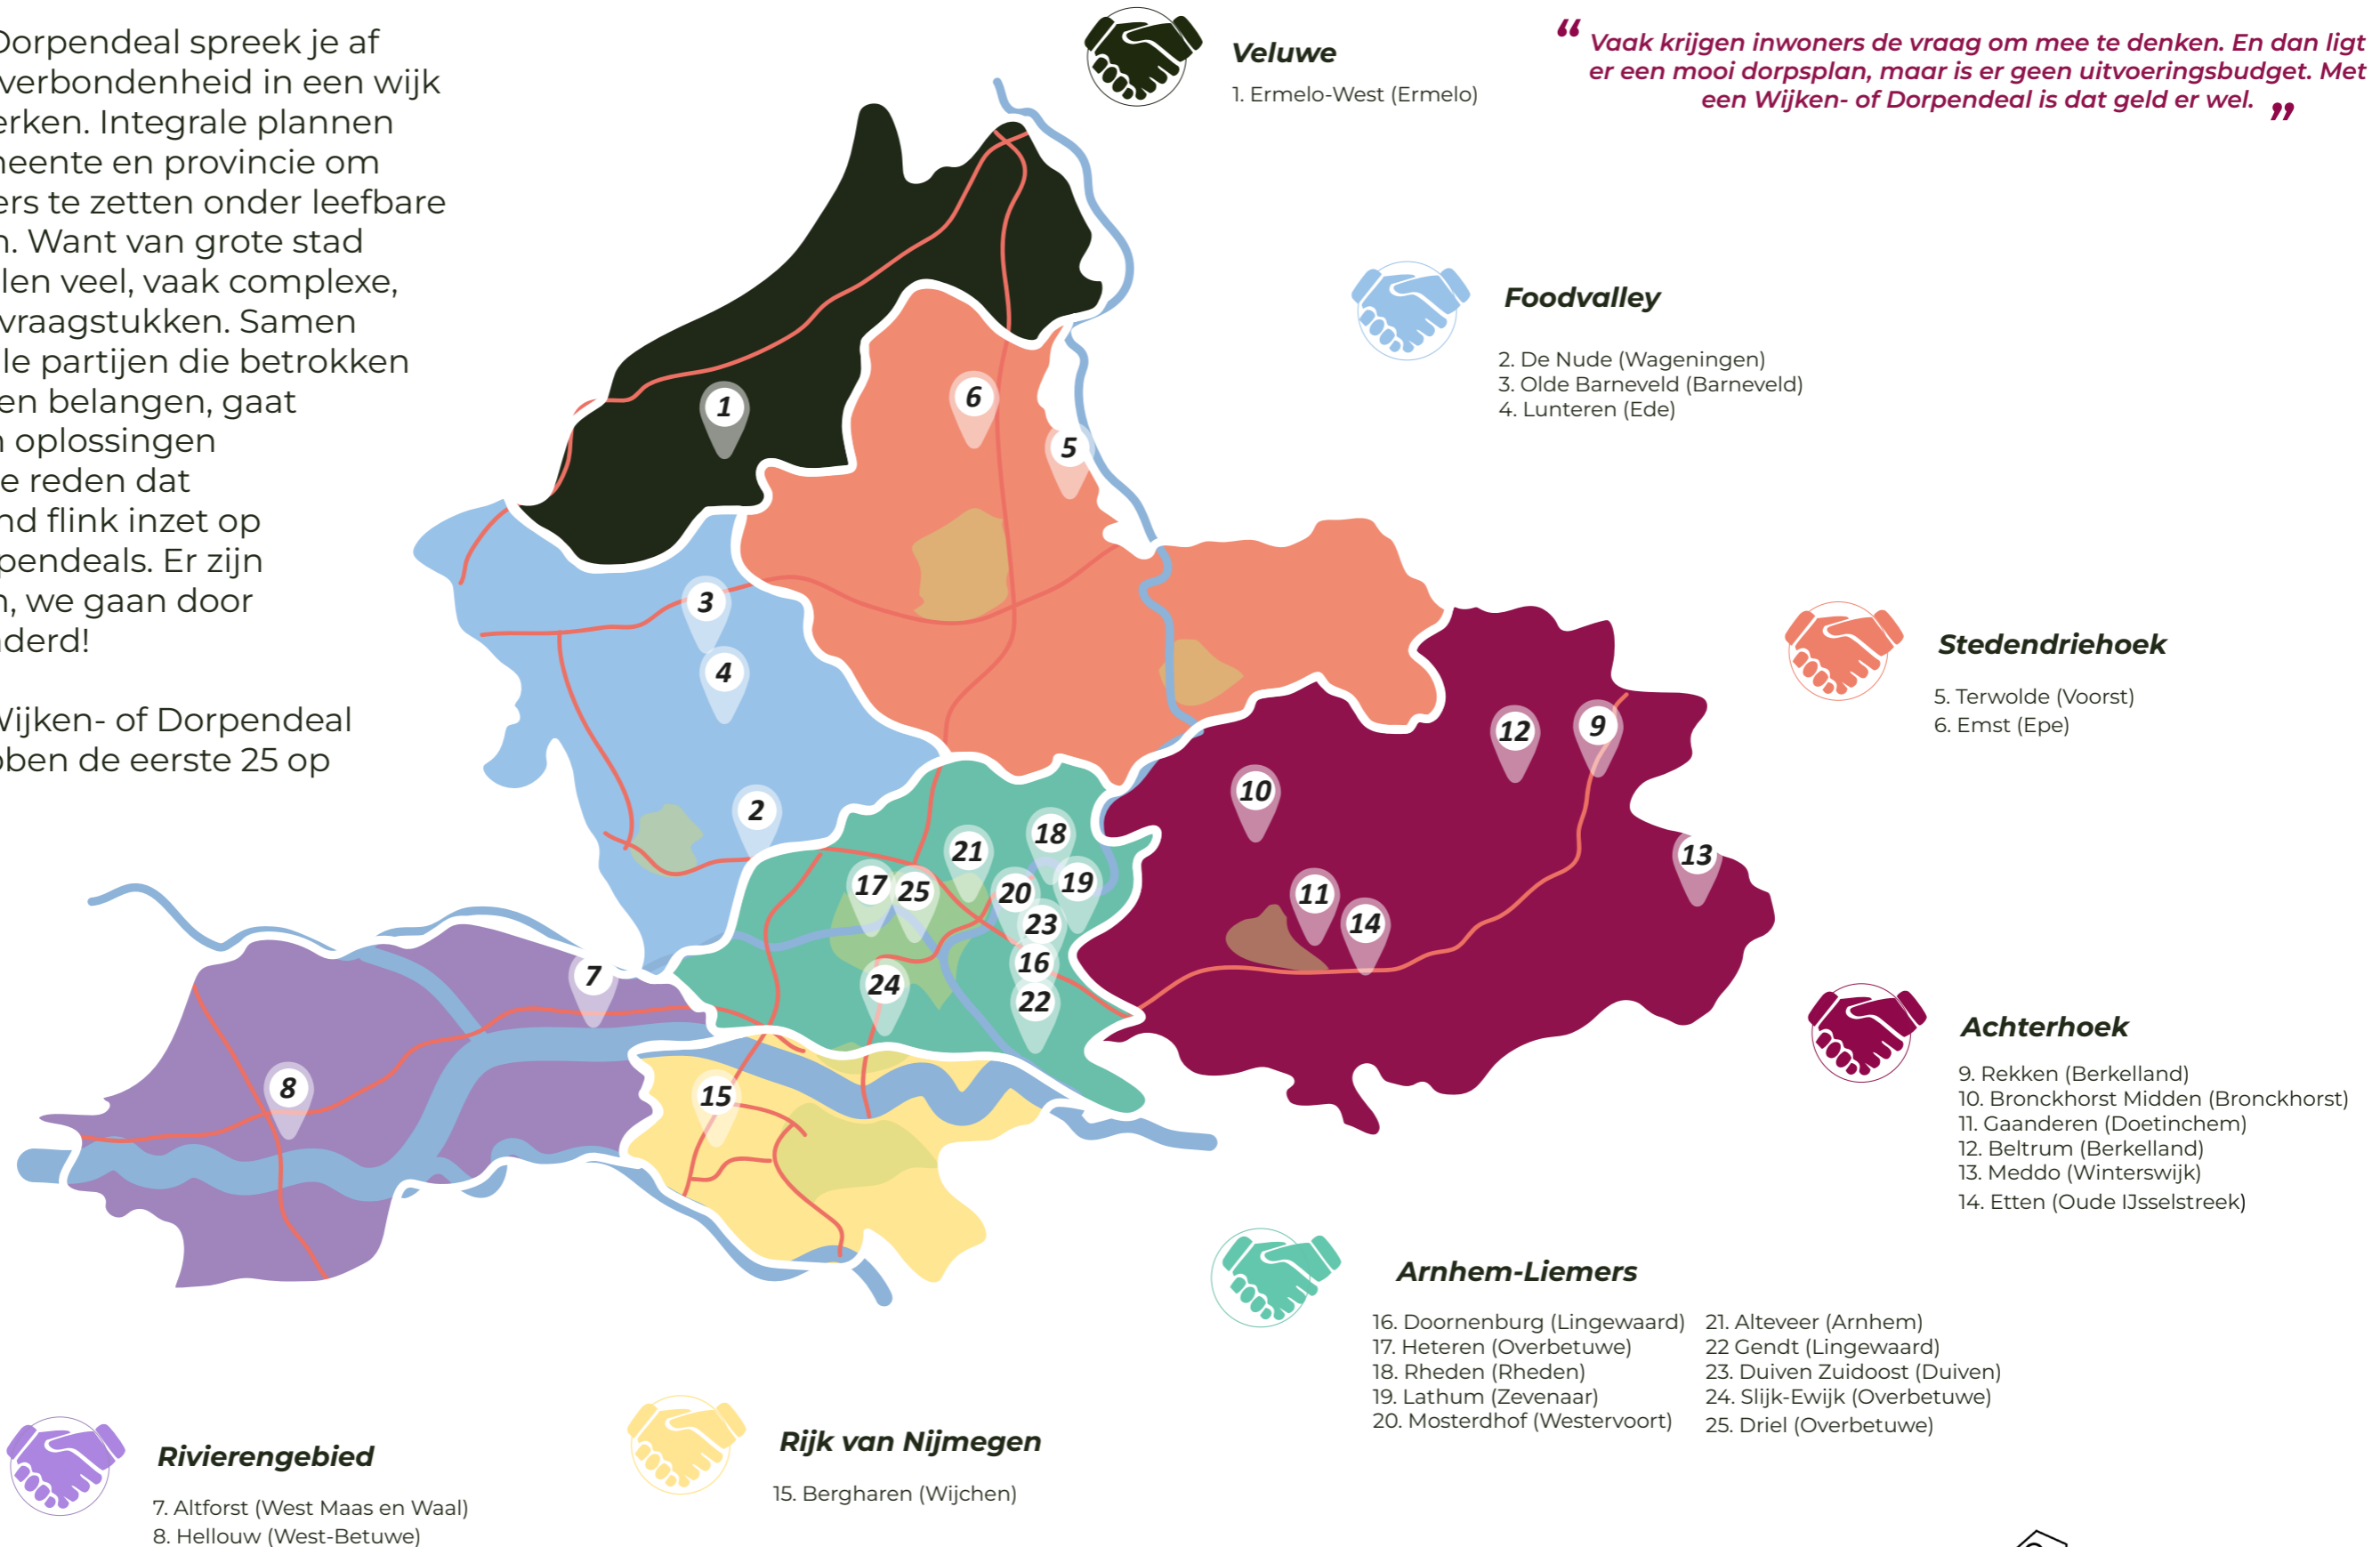 Dorpendeal spreek je af
verbondenheid in een wijk
erken. Integrale plannen
eente en provincie om
ers te zetten onder leefbare
n. Want van grote stad
len veel, vaak complexe,
vraagstukken. Samen
le partijen die betrokken
en belangen, gaat
n oplossingen
e reden dat
nd flink inzet op
pendeals. Er zijn
n, we gaan door
derd!
Wijken- of Dorpendeal
bben de eerste 25 op
Veluwe
1. Ermelo-West (Ermelo)
“ Vaak krijgen inwoners de vraag om mee te denken. En dan ligt
er een mooi dorpsplan, maar is er geen uitvoeringsbudget. Met
een Wijken- of Dorpendeal is dat geld er wel. ”
Foodvalley
2. De Nude (Wageningen)
3. Olde Barneveld (Barneveld)
4. Lunteren (Ede)
Stedendriehoek
5. Terwolde (Voorst)
6. Emst (Epe)
Achterhoek
9. Rekken (Berkelland)
10. Bronckhorst Midden (Bronckhorst)
11. Gaanderen (Doetinchem)
12. Beltrum (Berkelland)
13. Meddo (Winterswijk)
14. Etten (Oude IJsselstreek)
Arnhem-Liemers
16. Doornenburg (Lingewaard)
17. Heteren (Overbetuwe)
18. Rheden (Rheden)
19. Lathum (Zevenaar)
20. Mosterdhof (Westervoort)
21. Alteveer (Arnhem)
22 Gendt (Lingewaard)
23. Duiven Zuidoost (Duiven)
24. Slijk-Ewijk (Overbetuwe)
25. Driel (Overbetuwe)
Rijk van Nijmegen
15. Bergharen (Wijchen)
Rivierengebied
7. Altforst (West Maas en Waal)
8. Hellouw (West-Betuwe)
1
6
5
3
4
2
12
9
10
13
11
14
18
21
17
25
20
19
23
16
22
24
7
8
15